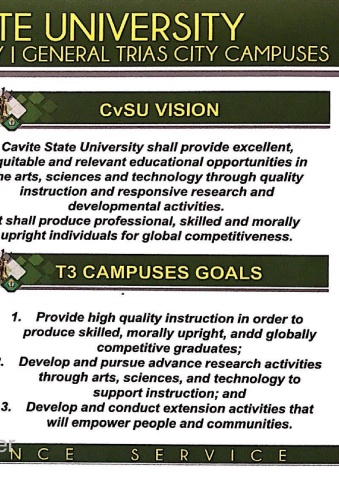 TE UNIVERSITY
Y | GENERAL TRIAS CITY CAMPUSES
CvSU VISION
Cavite State University shall provide excellent,
quitable and relevant educational opportunities in
ne arts, sciences and technology through quality
instruction and responsive research and
developmental activities.
t shall produce professional, skilled and morally
upright individuals for global competitiveness.
T3 CAMPUSES GOALS
1. Provide high quality instruction in order to
produce skilled, morally upright, andd globally
competitive graduates;
. Develop and pursue advance research activities
through arts, sciences, and technology to
support instruction; and
3. Develop and conduct extension activities that
will empower people and communities.
er
N C E S E R V I C E